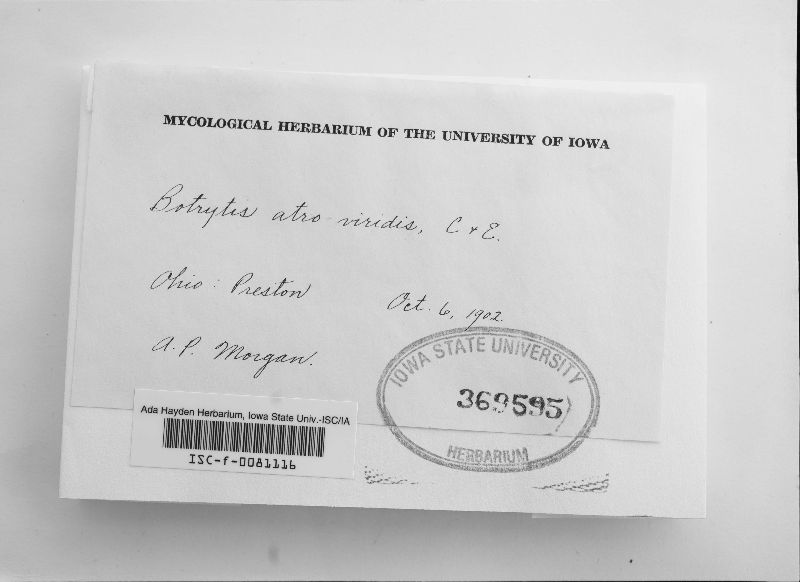 MYCOLOGICAL HERBARIUM OF THE UNIVERSITY OF IOWA
Botrytis atro-viridis, C & E.
Ohio: Preston
Oct. 6, 1902
A. P. Morgan.
IOWA STATE UNIVERSITY
369595
HERBARIUM
Ada Hayden Herbarium, Iowa State Univ.-ISC/IA
ISC-f-0081116